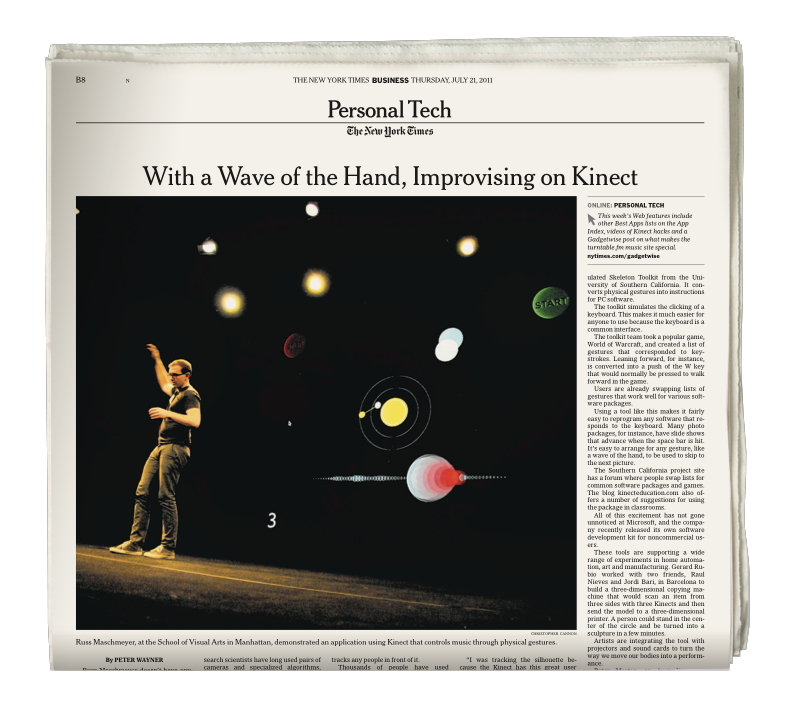 B8
N
THE NEW YORK TIMES BUSINESS THURSDAY, JULY 21, 2011
Personal Tech
The New York Times
With a Wave of the Hand, Improvising on Kinect
START
3
CHRISTOPHER CANNON
Russ Maschmeyer, at the School of Visual Arts in Manhattan, demonstrated an application using Kinect that controls music through physical gestures.
By PETER WAYNER
search scientists have long used pairs of
cameras and specialized algorithms,
tracks any people in front of it.
Thousands of people have used
"I was tracking the silhouette be-
cause the Kinect has this great user
ONLINE: PERSONAL TECH
This week's Web features include
other Best Apps lists on the App
Index, videos of Kinect hacks and a
Gadgetwise post on what makes the
turntable.fm music site special.
nytimes.com/gadgetwise
ulated Skeleton Toolkit from the Uni-
versity of Southern California. It con-
verts physical gestures into instructions
for PC software.
The toolkit simulates the clicking of a
keyboard. This makes it much easier for
anyone to use because the keyboard is a
common interface.
The toolkit team took a popular game,
World of Warcraft, and created a list of
gestures that corresponded to key-
strokes. Leaning forward, for instance,
is converted into a push of the W key
that would normally be pressed to walk
forward in the game.
Users are already swapping lists of
gestures that work well for various soft-
ware packages.
Using a tool like this makes it fairly
easy to reprogram any software that re-
sponds to the keyboard. Many photo
packages, for instance, have slide shows
that advance when the space bar is hit.
It's easy to arrange for any gesture, like
a wave of the hand, to be used to skip to
the next picture.
The Southern California project site
has a forum where people swap lists for
common software packages and games.
The blog kinecteducation.com also of-
fers a number of suggestions for using
the package in classrooms.
All of this excitement has not gone
unnoticed at Microsoft, and the compa-
ny recently released its own software
development kit for noncommercial us-
ers.
These tools are supporting a wide
range of experiments in home automa-
tion, art and manufacturing. Gerard Ru-
bio worked with two friends, Raul
Nieves and Jordi Bari, in Barcelona to
build a three-dimensional copying ma-
chine that would scan an item from
three sides with three Kinects and then
send the model to a three-dimensional
printer. A person could stand in the cen-
ter of the circle and be turned into a
sculpture in a few minutes.
Artists are integrating the tool with
projectors and sound cards to turn the
way we move our bodies into a perform-
ance.